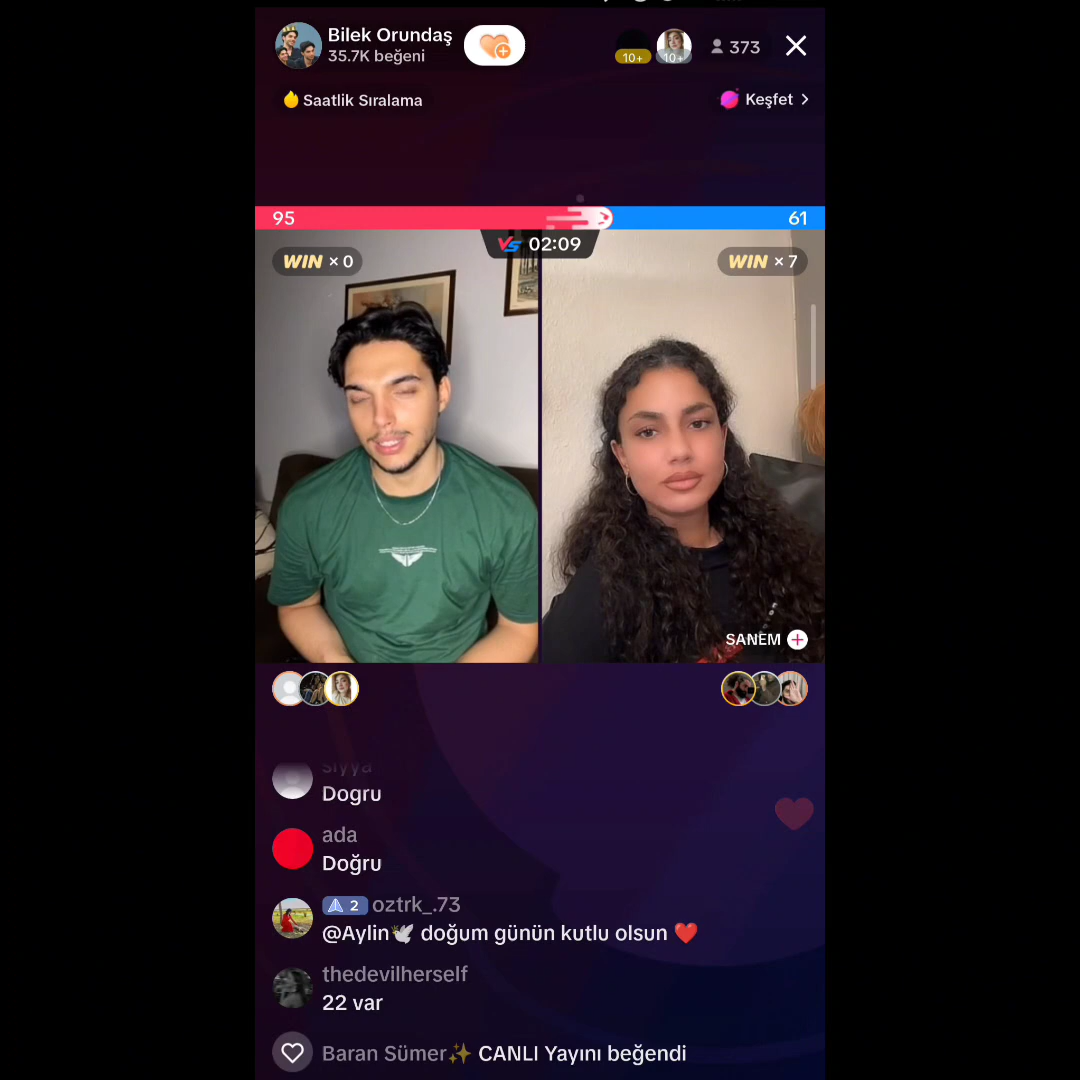 Bilek Orundaş
35.7K beğeni
10+
10+
373
Saatlik Sıralama
Keşfet
95
61
VS 02:09
WIN × 0
WIN × 7
SANEM
siyya
Dogru
ada
Doğru
2 oztrk_.73
@Aylin🕊 doğum günün kutlu olsun ❤️
thedevilherself
22 var
Baran Sümer✨ CANLI Yayını beğendi